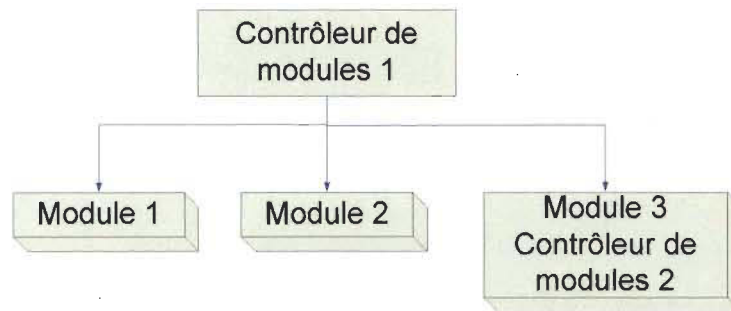 Contrôleur de
modules 1
Module 1
Module 2
Module 3
Contrôleur de
modules 2